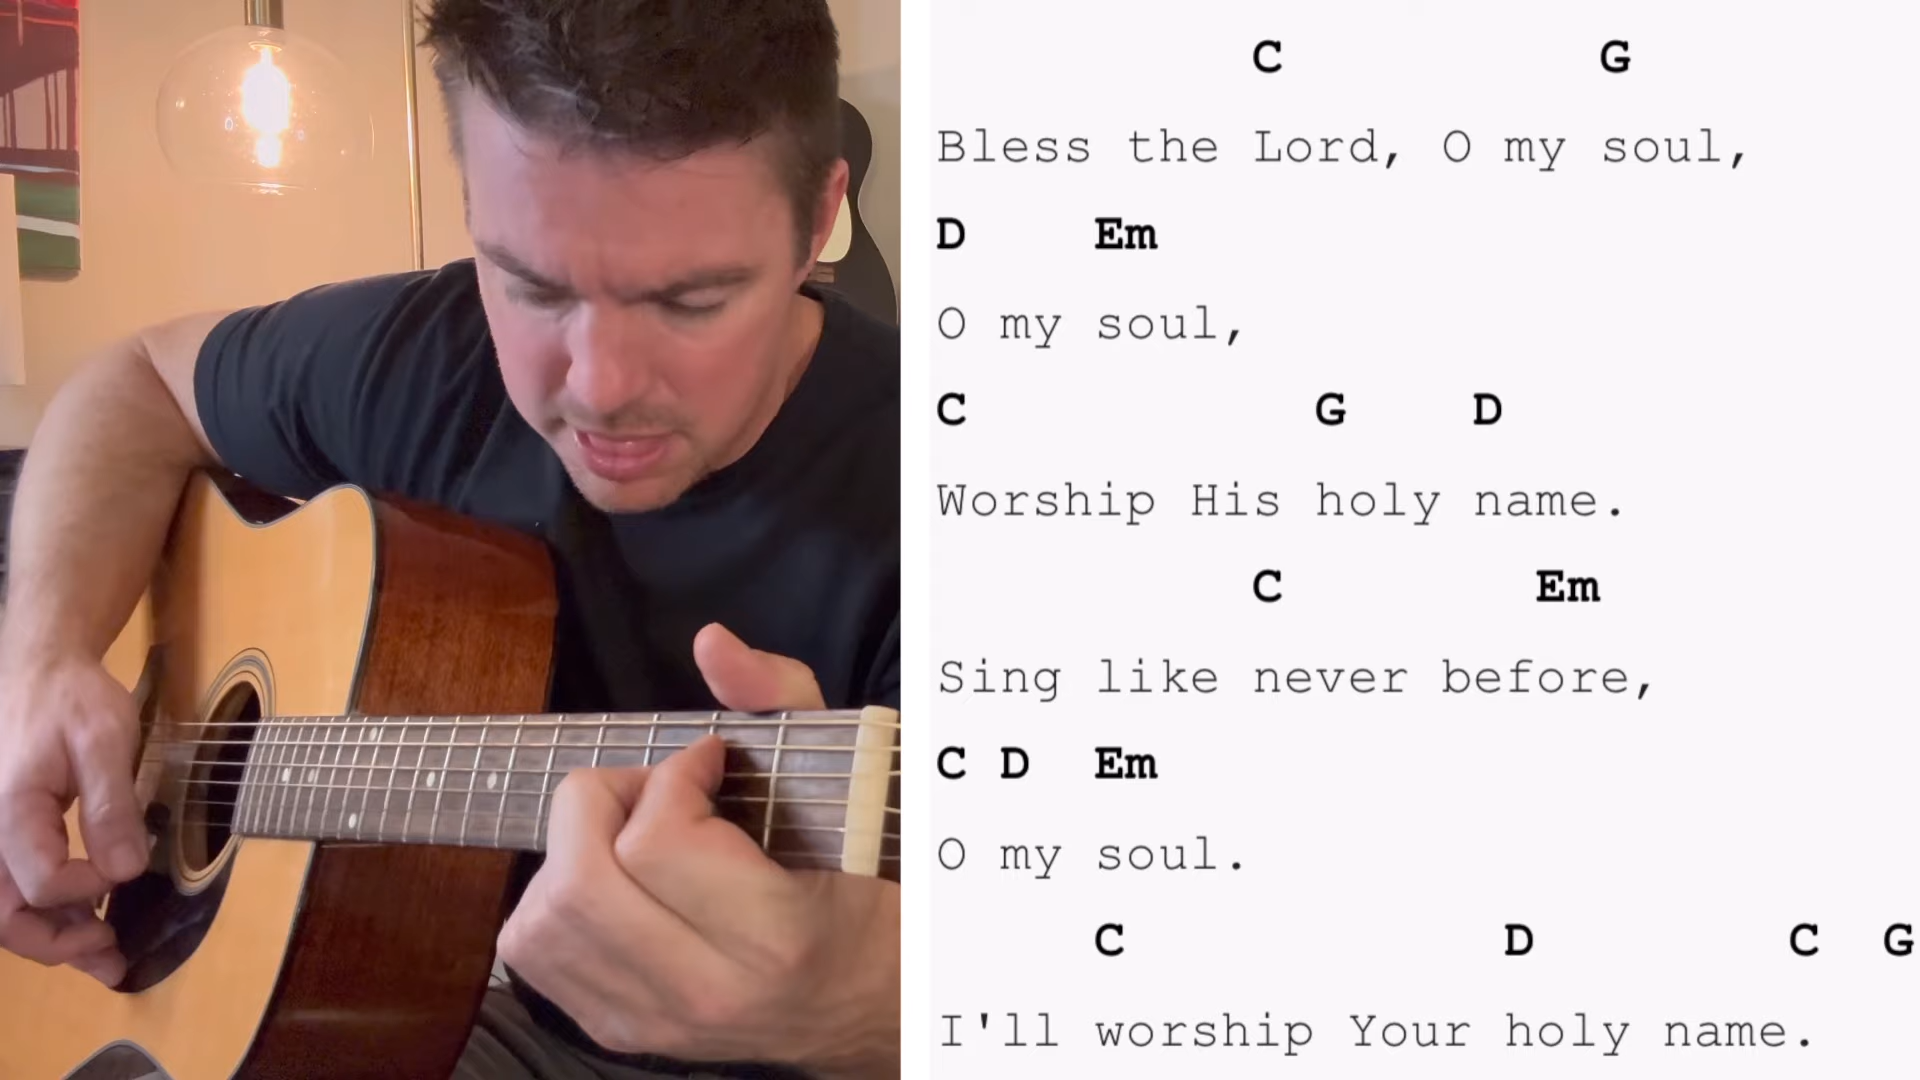 C G
Bless the Lord, O my soul,
D Em
O my soul,
C G D
Worship His holy name.
C Em
Sing like never before,
C D Em
O my soul.
C D C G
I'll worship Your holy name.